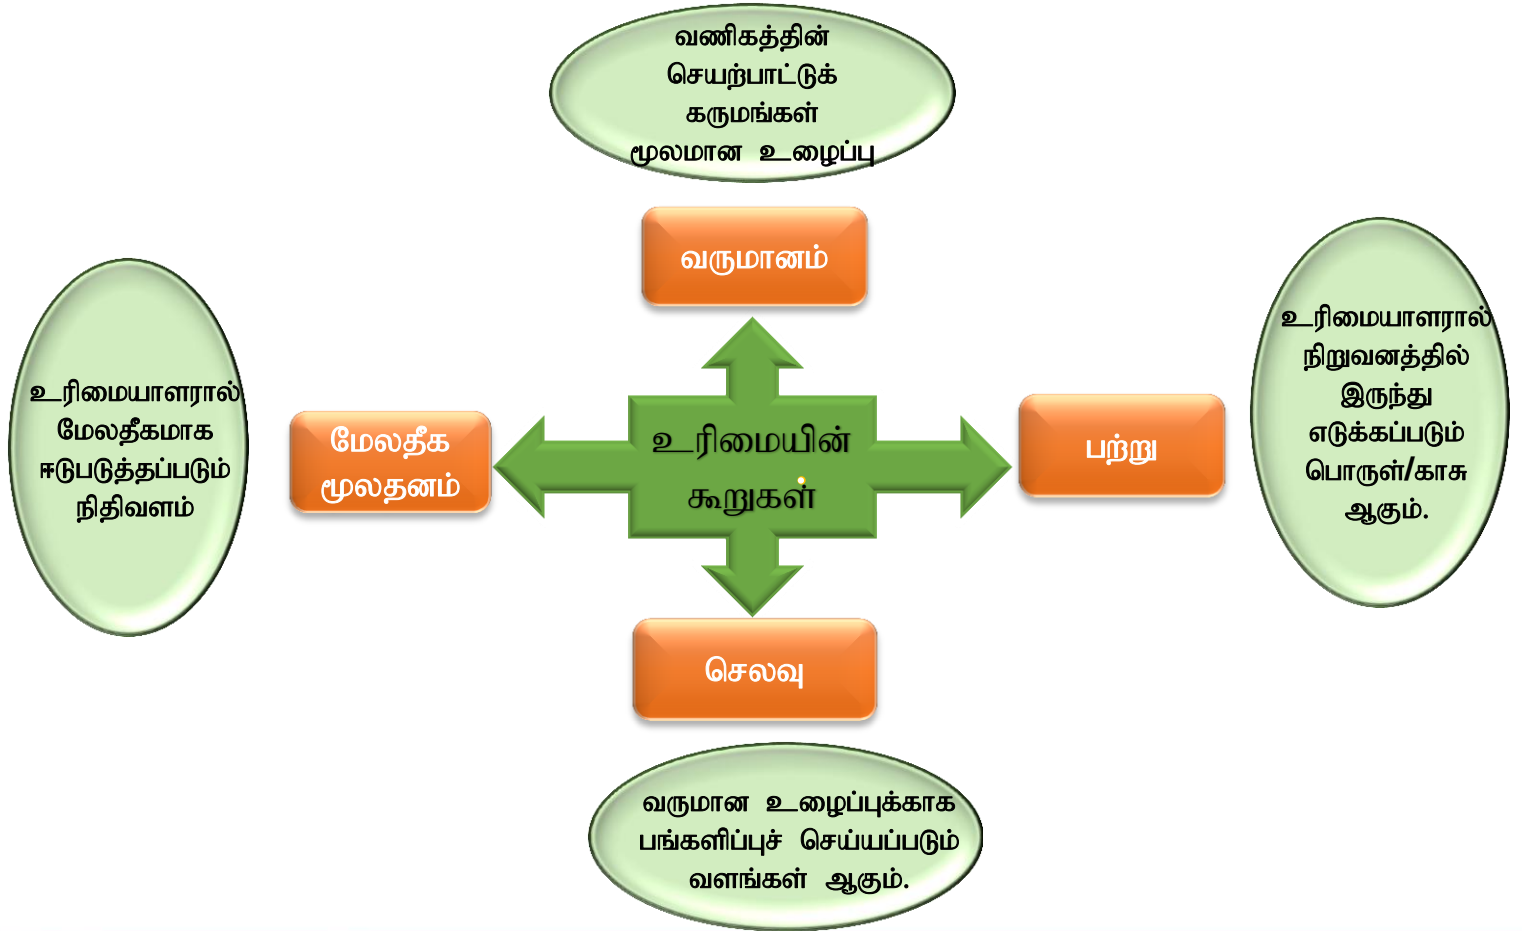 வணிகத்தின்
செயற்பாட்டுக்
கருமங்கள்
மூலமான உழைப்பு
வருமானம்
உரிமையாளரால்
மேலதீகமாக
ஈடுபடுத்தப்படும்
நிதிவளம்
மேலதீக
மூலதனம்
உரிமையின்
கூறுகள்
பற்று
உரிமையாளரால்
நிறுவனத்தில்
இருந்து
எடுக்கப்படும்
பொருள்/காசு
ஆகும்.
செலவு
வருமான உழைப்புக்காக
பங்களிப்புச் செய்யப்படும்
வளங்கள் ஆகும்.